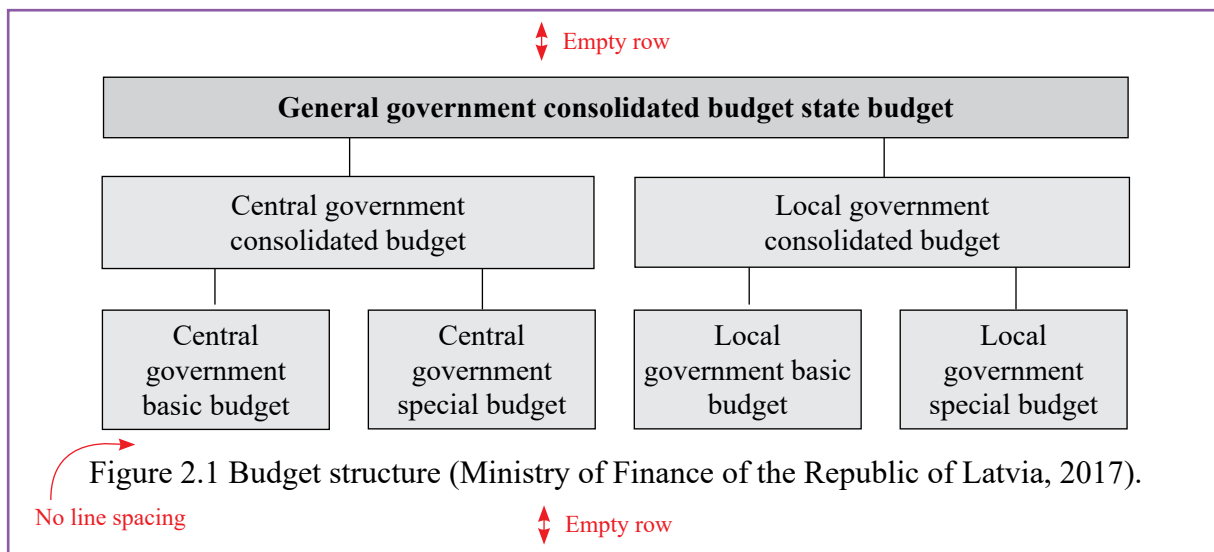 Empty row
General government consolidated budget state budget
Central government
consolidated budget
Local government
consolidated budget
Central
government
basic budget
Central
government
special budget
Local
government basic
budget
Local
government
special budget
Figure 2.1 Budget structure (Ministry of Finance of the Republic of Latvia, 2017).
No line spacing
Empty row